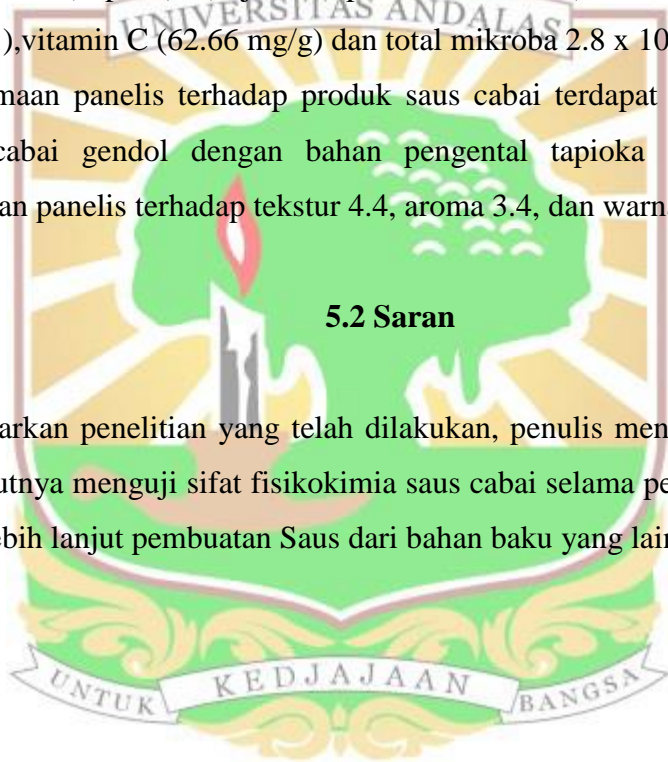 UNIVERSITAS ANDALAS
),vitamin C (62.66 mg/g) dan total mikroba 2.8 x 10
maan panelis terhadap produk saus cabai terdapat
cabai gendol dengan bahan pengental tapioka
an panelis terhadap tekstur 4.4, aroma 3.4, dan warn
5.2 Saran
arkan penelitian yang telah dilakukan, penulis men
utnya menguji sifat fisikokimia saus cabai selama pe
ebih lanjut pembuatan Saus dari bahan baku yang lain
UNTUK KEDJAJAAN BANGSA